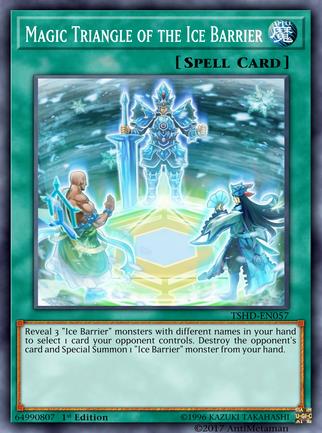 Magic Triangle of the Ice Barrier
[Spell Card]
TSHD-EN057
Reveal 3 "Ice Barrier" monsters with different names in your hand
to select 1 card your opponent controls. Destroy the opponent's
card and Special Summon 1 "Ice Barrier" monster from your hand.
64990807 1st Edition ©1996 KAZUKI TAKAHASHI
©2017 AntiMetaman